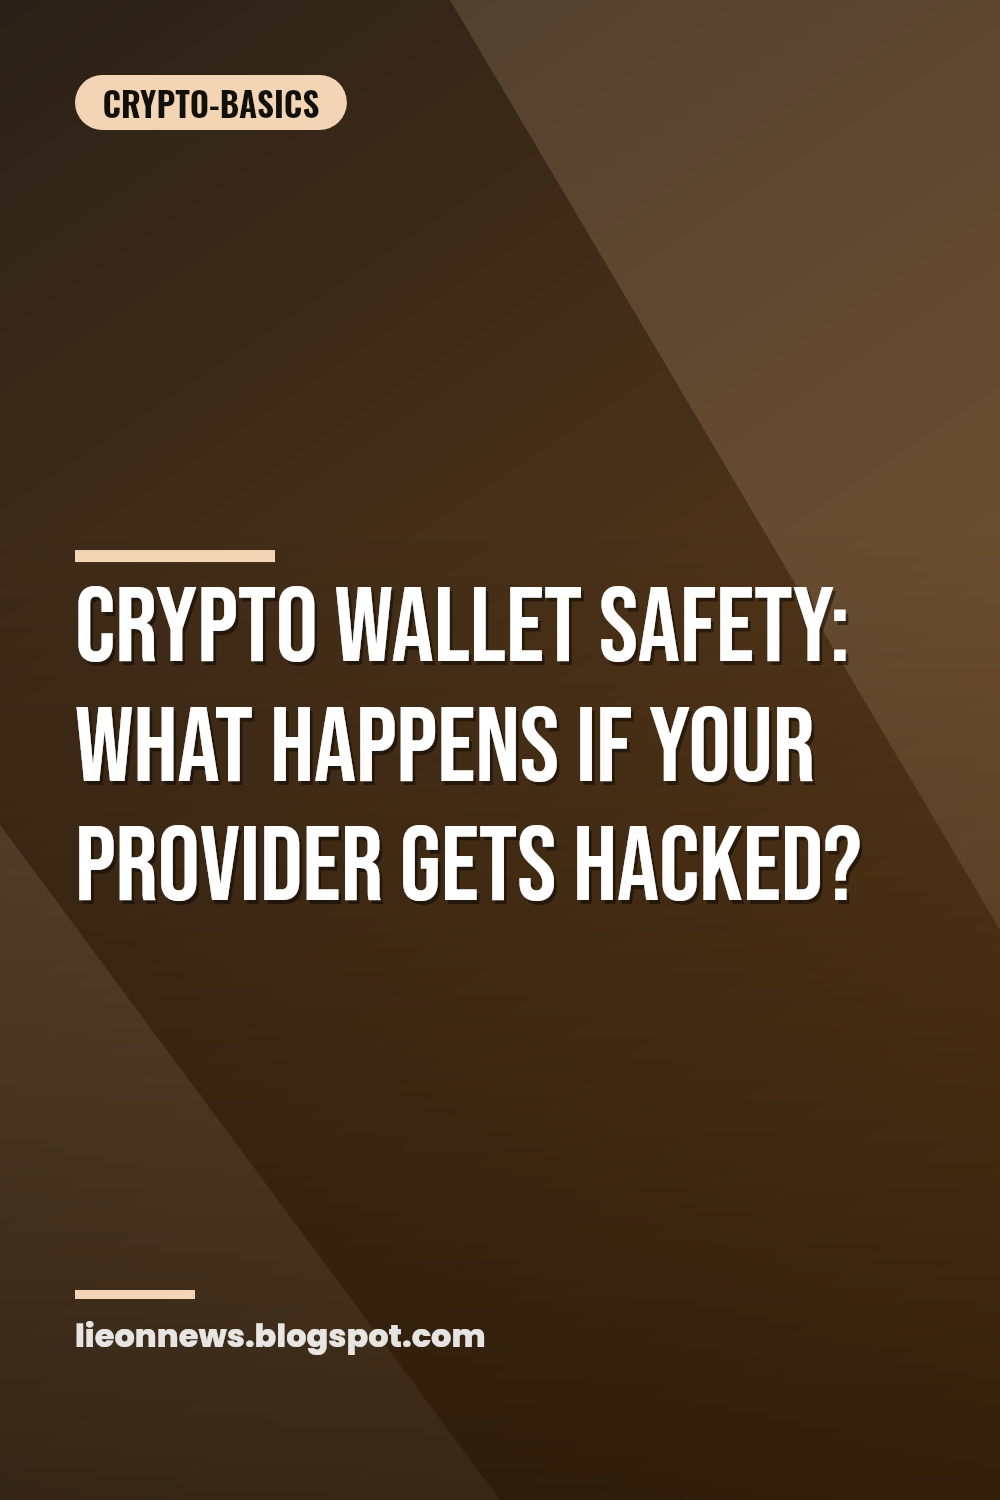 CRYPTO-BASICS
CRYPTO WALLET SAFETY:
WHAT HAPPENS IF YOUR
PROVIDER GETS HACKED?
lieonnews.blogspot.com